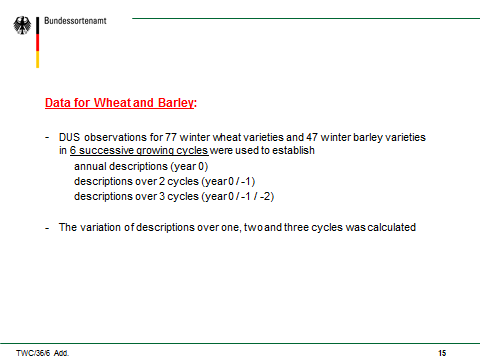 Bundessortenamt
Data for Wheat and Barley:
- DUS observations for 77 winter wheat varieties and 47 winter barley varieties
in 6 successive growing cycles were used to establish
annual descriptions (year 0)
descriptions over 2 cycles (year 0 / -1)
descriptions over 3 cycles (year 0 / -1 / -2)
- The variation of descriptions over one, two and three cycles was calculated
TWC/36/6 Add.
15